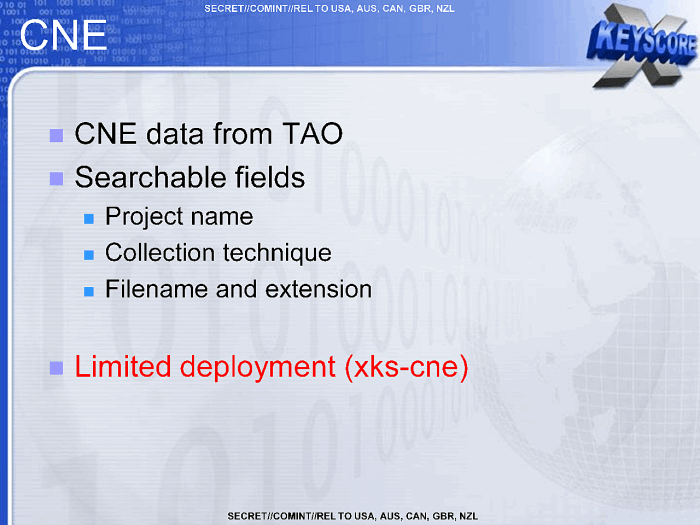 SECRET//COMINT//REL TO USA, AUS, CAN, GBR, NZL
CNE
X
KEYSCORE
CNE data from TAO
Searchable fields
Project name
Collection technique
Filename and extension
Limited deployment (xks-cne)
SECRET//COMINT//REL TO USA, AUS, CAN, GBR, NZL